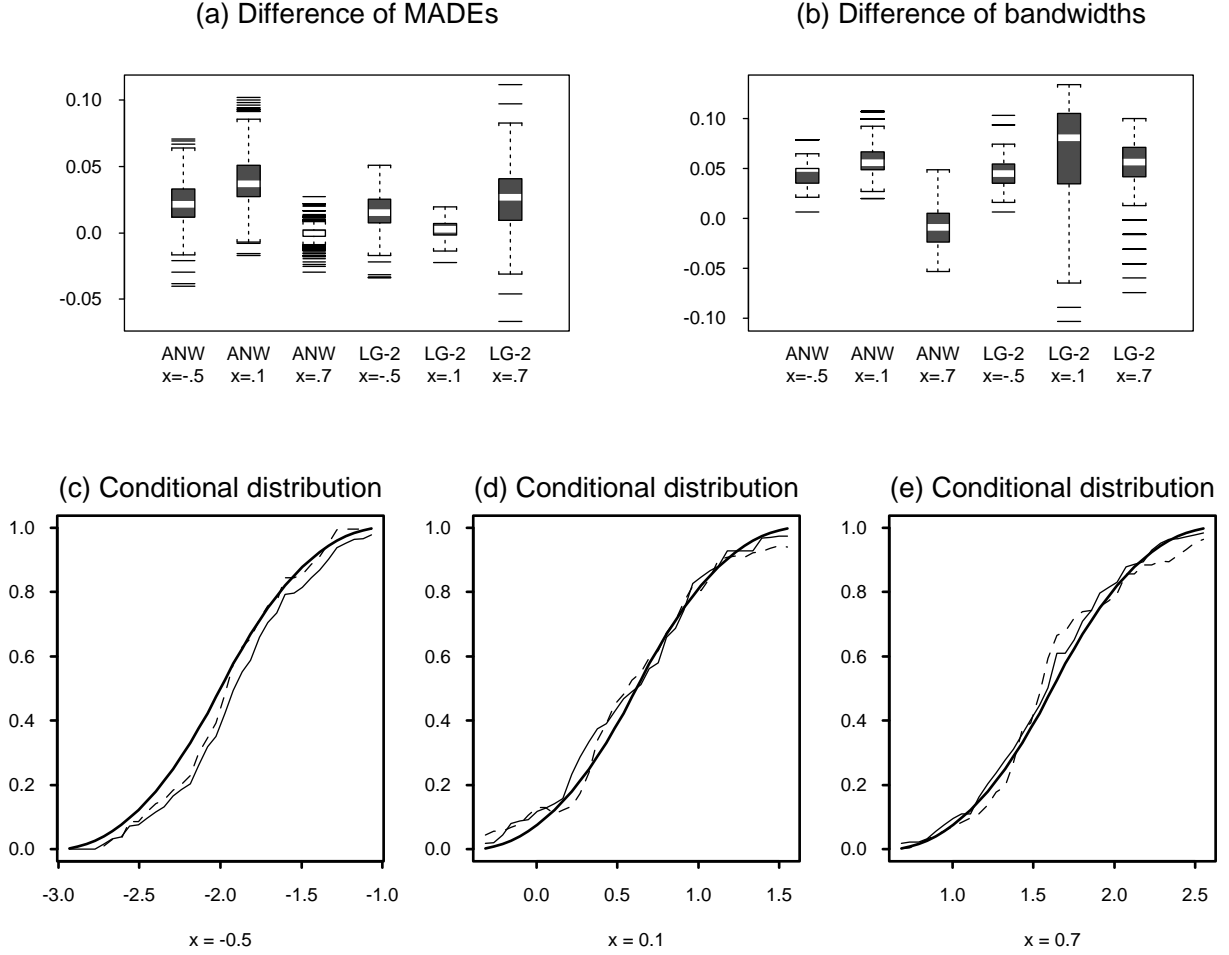 (a) Difference of MADEs
(b) Difference of bandwidths
0.10
0.05
0.0
-0.05
ANW ANW ANW LG-2 LG-2 LG-2
x=-.5 x=.1 x=.7 x=-.5 x=.1 x=.7
0.10
0.05
0.0
-0.05
-0.10
ANW ANW ANW LG-2 LG-2 LG-2
x=-.5 x=.1 x=.7 x=-.5 x=.1 x=.7
(c) Conditional distribution
1.0
0.8
0.6
0.4
0.2
0.0
-3.0 -2.5 -2.0 -1.5 -1.0
x = -0.5
(d) Conditional distribution
1.0
0.8
0.6
0.4
0.2
0.0
0.0 0.5 1.0 1.5
x = 0.1
(e) Conditional distribution
1.0
0.8
0.6
0.4
0.2
0.0
1.0 1.5 2.0 2.5
x = 0.7